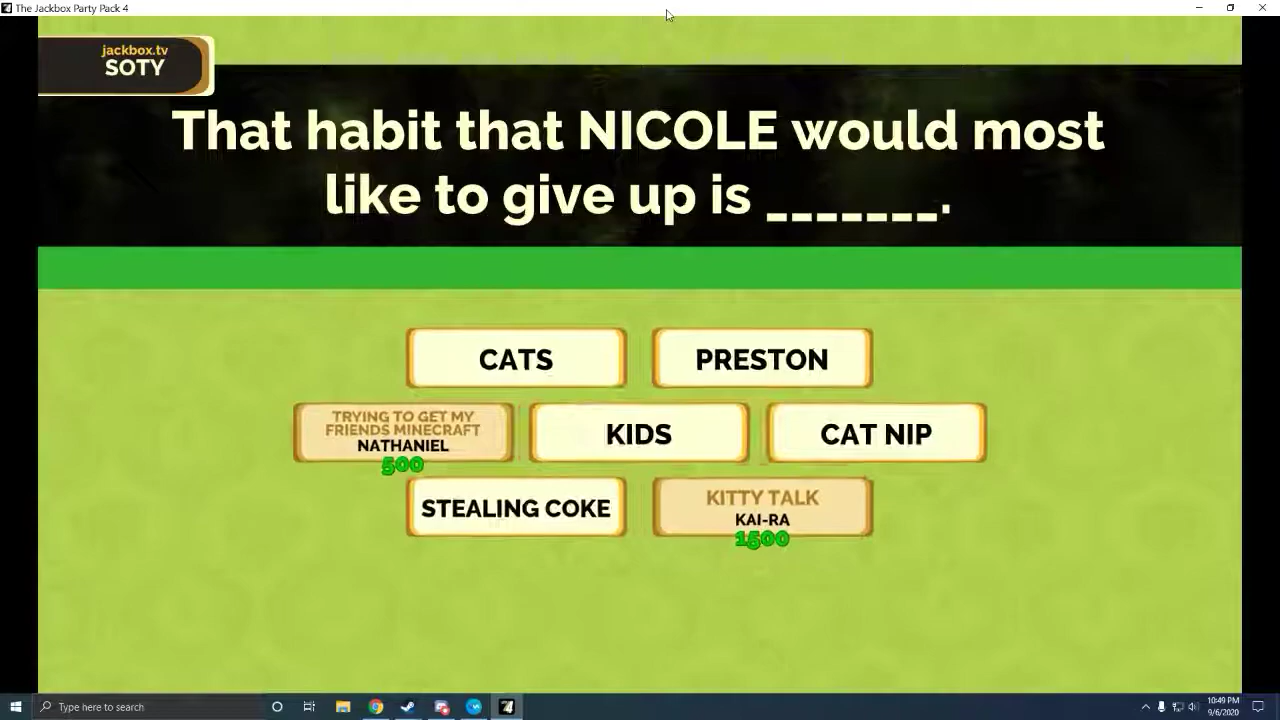 The Jackbox Party Pack 4
jackbox.tv
SOTY
That habit that NICOLE would most
like to give up is _______.
CATS
PRESTON
TRYING TO GET MY
FRIENDS MINECRAFT
NATHANIEL
500
KIDS
CAT NIP
STEALING COKE
KITTY TALK
KAI-RA
1500
Type here to search
10:49 PM
9/6/2020